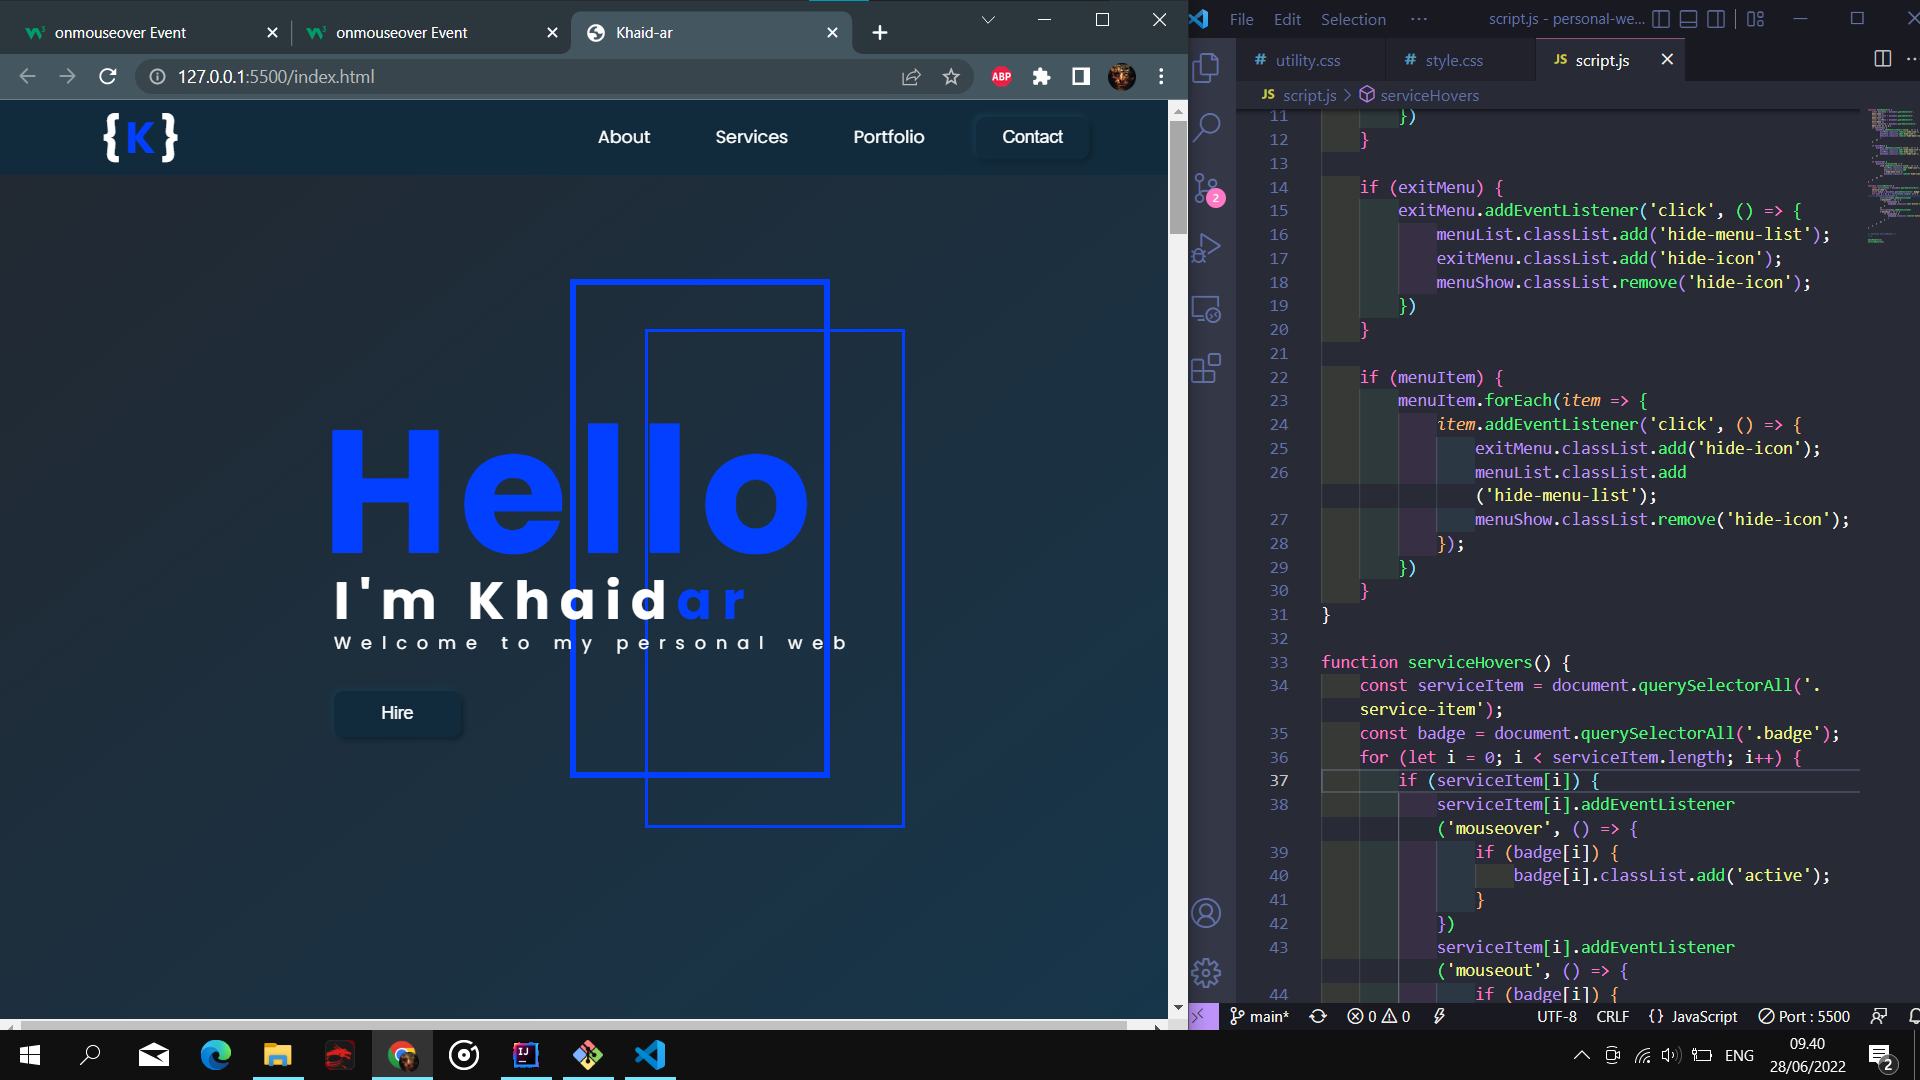 onmouseover Event
onmouseover Event
Khaid-ar
127.0.0.1:5500/index.html
ABP
{K}
About
Services
Portfolio
Contact
Hello
I'm Khaidar
Welcome to my personal web
Hire
File Edit Selection ··· script.js - personal-we...
# utility.css
# style.css
JS script.js
JS script.js > serviceHovers
2
11 })
12 }
13
14 if (exitMenu) {
15 exitMenu.addEventListener('click', () => {
16 menuList.classList.add('hide-menu-list');
17 exitMenu.classList.add('hide-icon');
18 menuShow.classList.remove('hide-icon');
19 })
20 }
21
22 if (menuItem) {
23 menuItem.forEach(item => {
24 item.addEventListener('click', () => {
25 exitMenu.classList.add('hide-icon');
26 menuList.classList.add
('hide-menu-list');
27 menuShow.classList.remove('hide-icon');
28 });
29 })
30 }
31 }
32
33 function serviceHovers() {
34 const serviceItem = document.querySelectorAll('.
service-item');
35 const badge = document.querySelectorAll('.badge');
36 for (let i = 0; i < serviceItem.length; i++) {
37 if (serviceItem[i]) {
38 serviceItem[i].addEventListener
('mouseover', () => {
39 if (badge[i]) {
40 badge[i].classList.add('active');
41 }
42 })
43 serviceItem[i].addEventListener
('mouseout', () => {
44 if (badge[i]) {
main* 0 0 UTF-8 CRLF {} JavaScript Port : 5500
IJ
ENG
09.40
28/06/2022
2